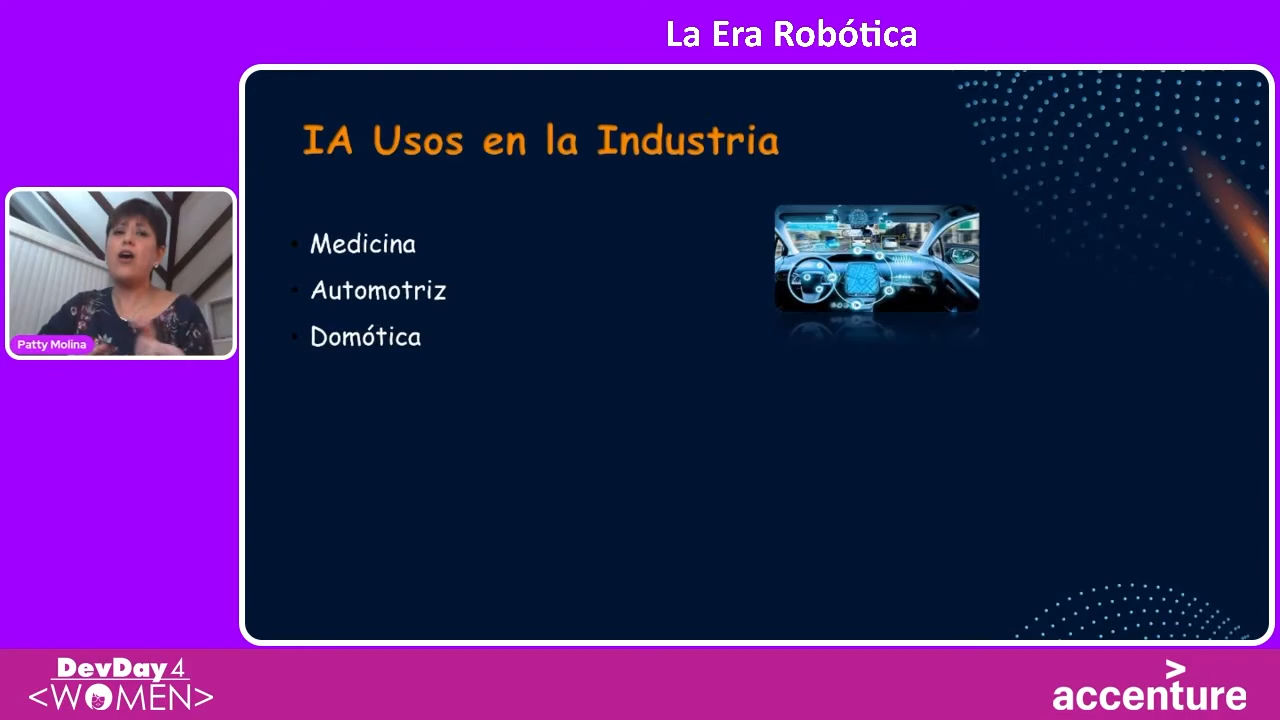 La Era Robótica
IA Usos en la Industria
Medicina
Automotriz
Domótica
Patty Molina
DevDay4
<WOMEN>
accenture